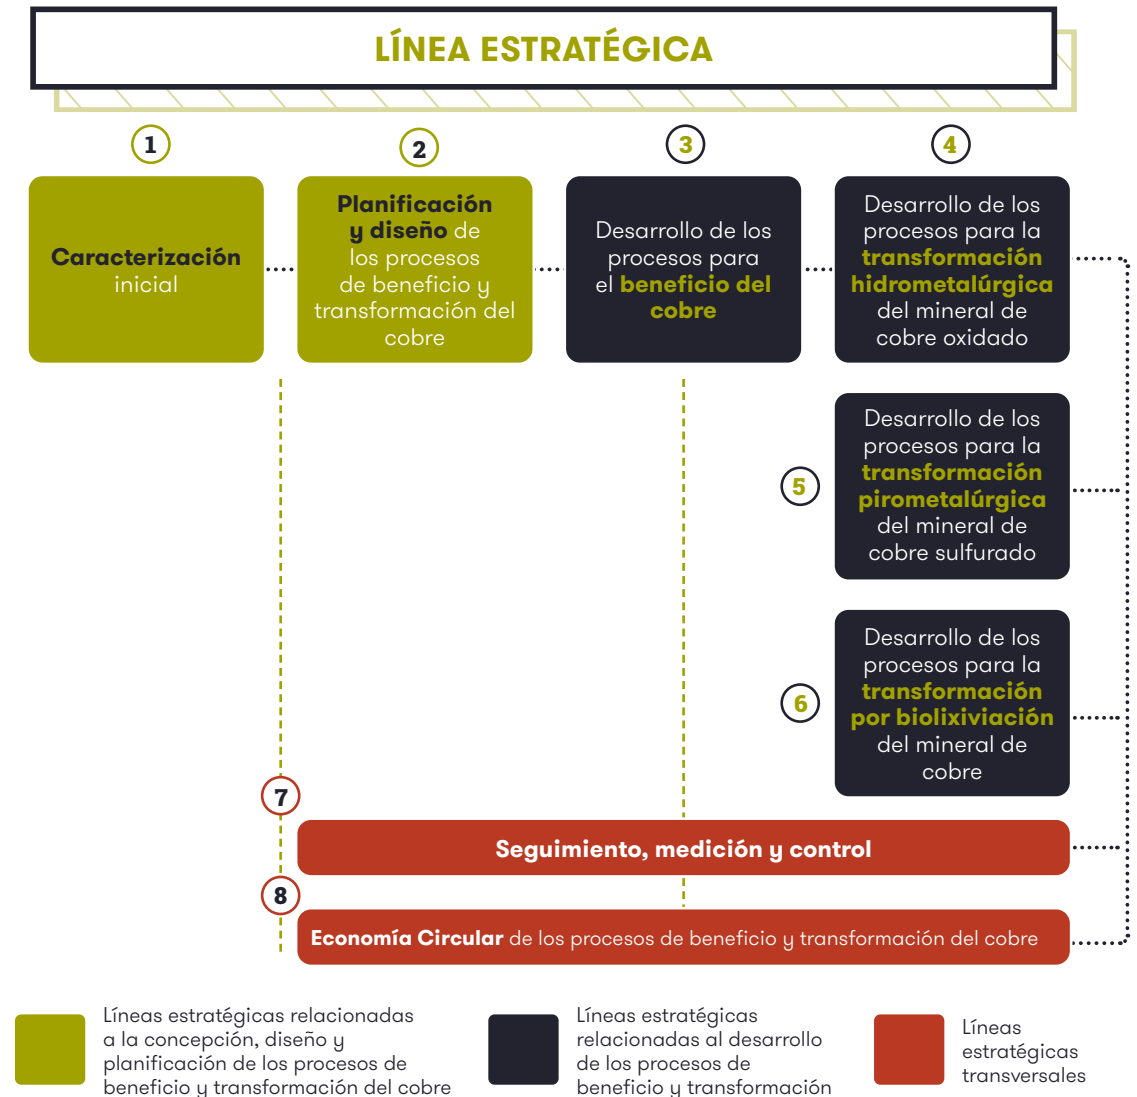 LÍNEA ESTRATÉGICA
1
Caracterización
inicial
2
Planificación
y diseño de
los procesos
de beneficio y
transformación del
cobre
3
Desarrollo de los
procesos para
el beneficio del
cobre
4
Desarrollo de los
procesos para la
transformación
hidrometalúrgica
del mineral de
cobre oxidado
5
Desarrollo de los
procesos para la
transformación
pirometalúrgica
del mineral de
cobre sulfurado
6
Desarrollo de los
procesos para la
transformación
por biolixiviación
del mineral de
cobre
7
Seguimiento, medición y control
8
Economía Circular de los procesos de beneficio y transformación del cobre
Líneas estratégicas relacionadas
a la concepción, diseño y
planificación de los procesos de
beneficio y transformación del cobre
Líneas estratégicas
relacionadas al desarrollo
de los procesos de
beneficio y transformación
Líneas
estratégicas
transversales